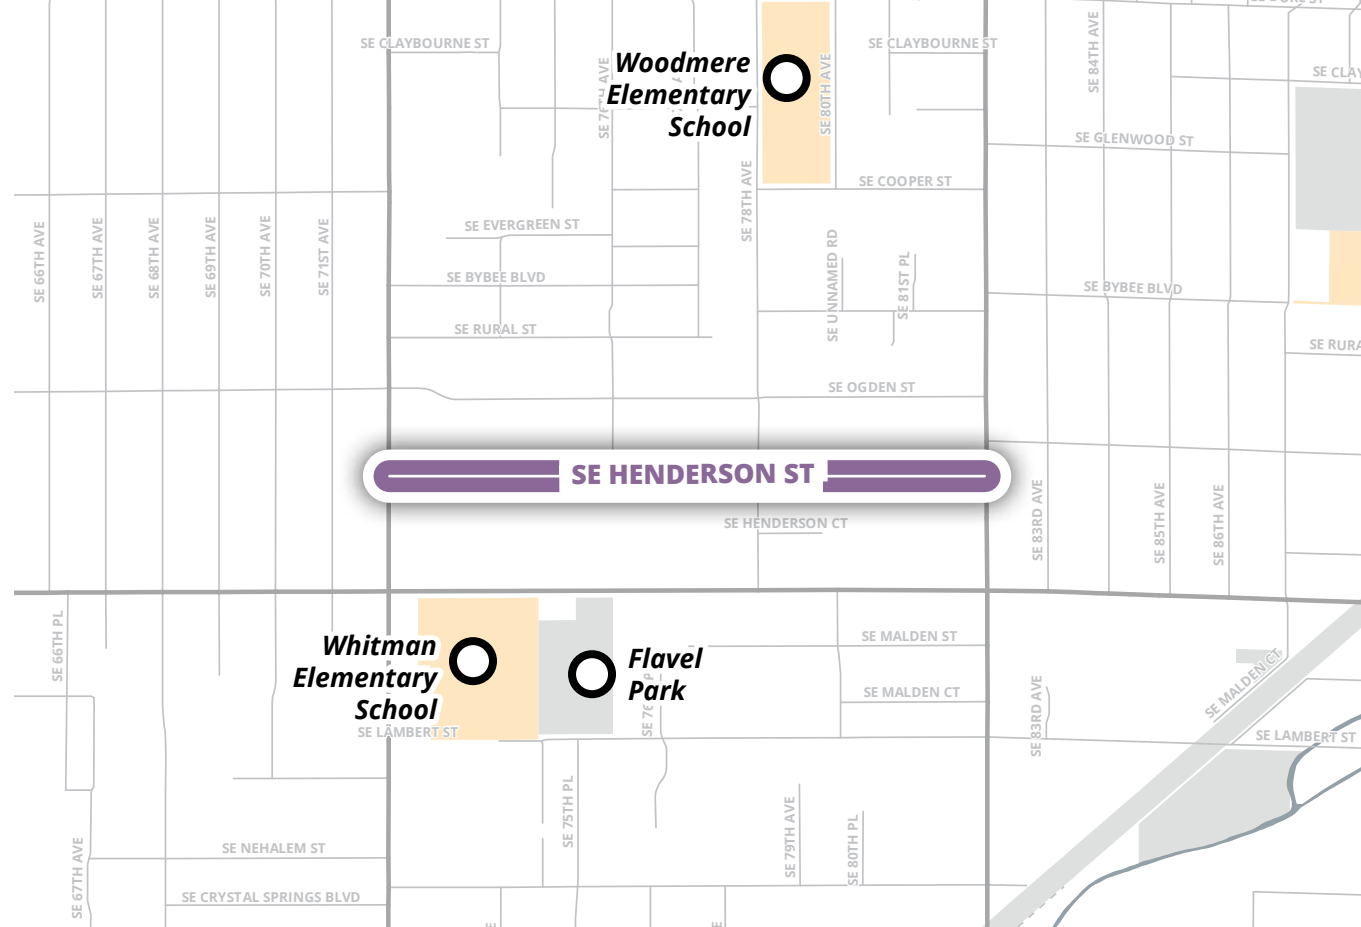 SE CLAYBOURNE ST
Woodmere
Elementary
School
SE 80TH AVE
SE CLAYBOURNE ST
SE 84TH AVE
SE GLENWOOD ST
SE COOPER ST
SE 78TH AVE
SE 66TH AVE
SE 67TH AVE
SE 68TH AVE
SE 69TH AVE
SE 70TH AVE
SE 71ST AVE
SE EVERGREEN ST
SE BYBEE BLVD
SE RURAL ST
SE UNNAMED RD
SE 81ST PL
SE BYBEE BLVD
SE OGDEN ST
SE HENDERSON ST
SE HENDERSON CT
SE 83RD AVE
SE 85TH AVE
SE 86TH AVE
SE 66TH PL
Whitman
Elementary
School
Flavel
Park
SE LAMBERT ST
SE MALDEN ST
SE MALDEN CT
SE 83RD AVE
SE MALDEN CT
SE LAMBERT ST
SE 75TH PL
SE 79TH AVE
SE 80TH PL
SE NEHALEM ST
SE 67TH AVE
SE CRYSTAL SPRINGS BLVD